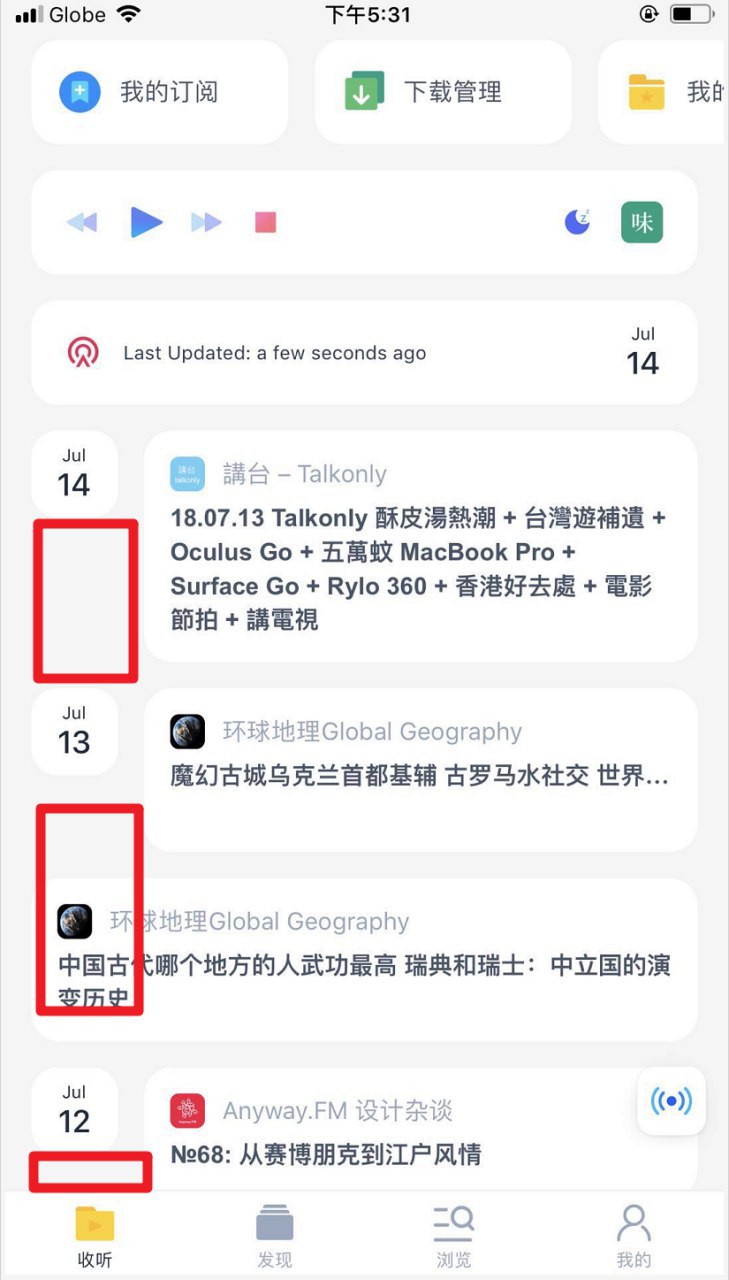 Globe
下午5:31
我的订阅
下载管理
我的
味
Last Updated: a few seconds ago
Jul
14
Jul
14
講台
talkonly
講台 – Talkonly
18.07.13 Talkonly 酥皮湯熱潮 + 台灣遊補遺 +
Oculus Go + 五萬蚊 MacBook Pro +
Surface Go + Rylo 360 + 香港好去處 + 電影
節拍 + 講電視
Jul
13
环球地理Global Geography
魔幻古城乌克兰首都基辅 古罗马水社交 世界...
环球地理Global Geography
中国古代哪个地方的人武功最高 瑞典和瑞士：中立国的演
变历史
Jul
12
Anyway.FM 设计杂谈
№68: 从赛博朋克到江户风情
收听
发现
浏览
我的